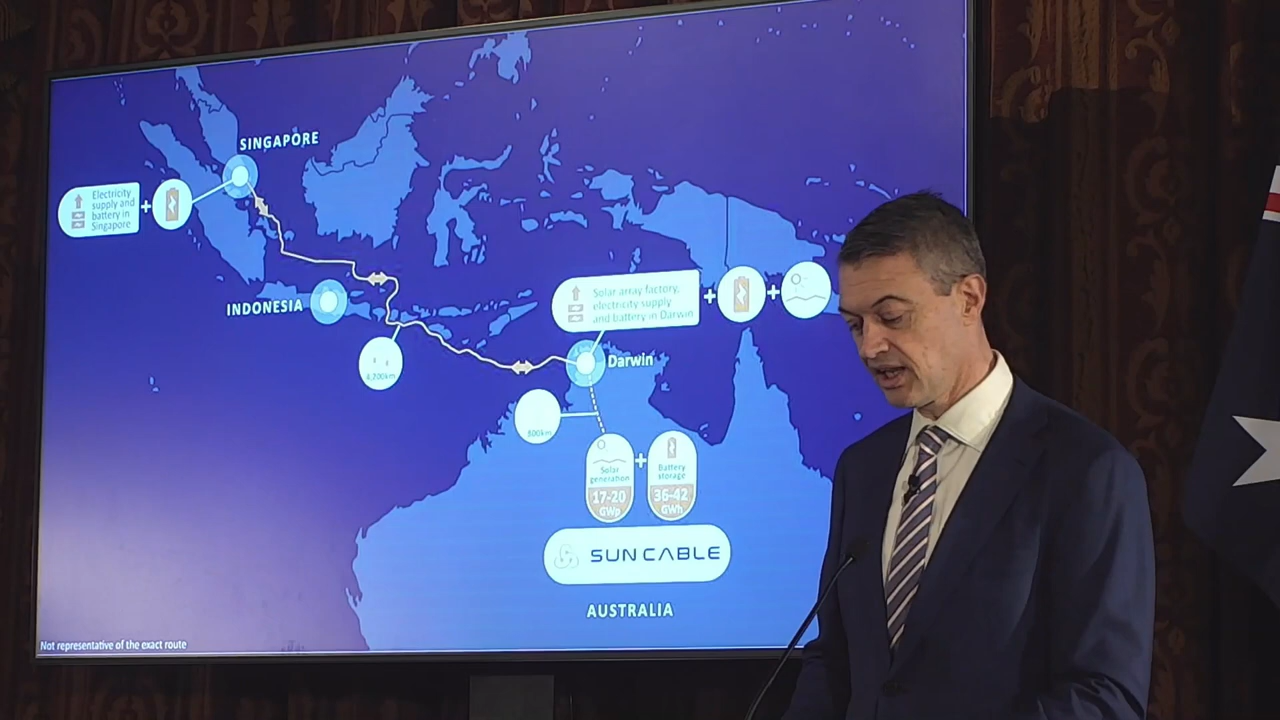 SINGAPORE
Electricity
supply and
battery in
Singapore
+
INDONESIA
4,200km
Solar array factory,
electricity supply
and battery in Darwin
+
+
Darwin
800km
Solar
generation
17-20
GWp
+
Battery
storage
36-42
GWh
SUN CABLE
AUSTRALIA
Not representative of the exact route